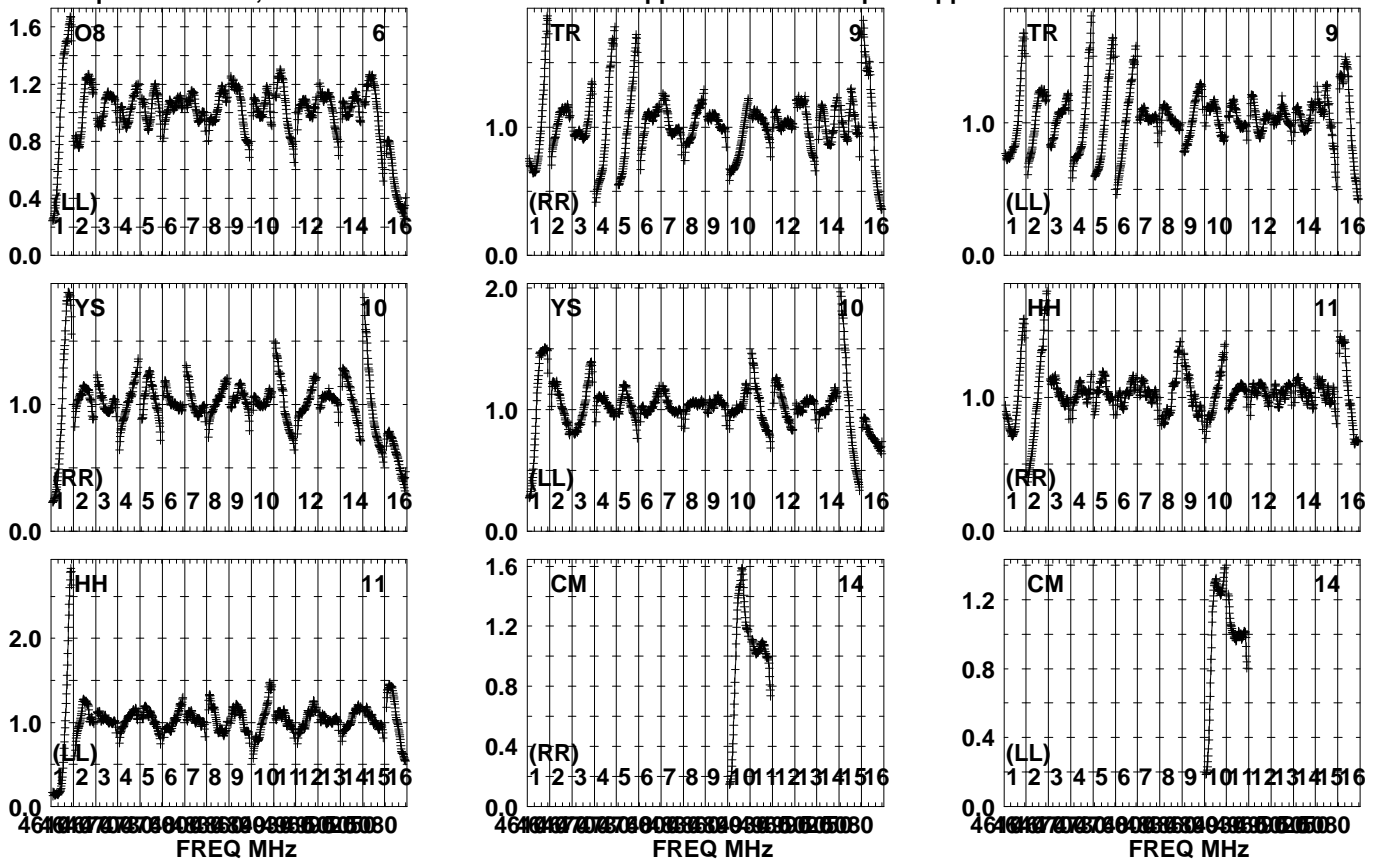 1.6 O8 6
1.2
0.8
0.4 (LL)
1 2 3 4 5 6 7 8 9 10 12 14 16
0.0
TR 9
1.0
(RR)
1 2 3 4 5 6 7 8 9 10 12 14 16
0.0
TR 9
1.0
(LL)
1 2 3 4 5 6 7 8 9 10 12 14 16
0.0
YS 10
1.0
(RR)
1 2 3 4 5 6 7 8 9 10 12 14 16
0.0
2.0 YS 10
1.0
(LL)
1 2 3 4 5 6 7 8 9 10 12 14 16
0.0
HH 11
1.0
(RR)
1 2 3 4 5 6 7 8 9 10 12 14 16
0.0
HH 11
2.0
1.0
(LL)
1 2 3 4 5 6 7 8 9 10 11 12 13 14 15 16
0.0
FREQ MHz
1.6 CM 14
1.2
0.8
0.4 (RR)
1 2 3 4 5 6 7 8 9 10 11 12 13 14 15 16
0.0
FREQ MHz
CM 14
1.2
0.8
0.4 (LL)
1 2 3 4 5 6 7 8 9 10 11 12 13 14 15 16
0.0
FREQ MHz